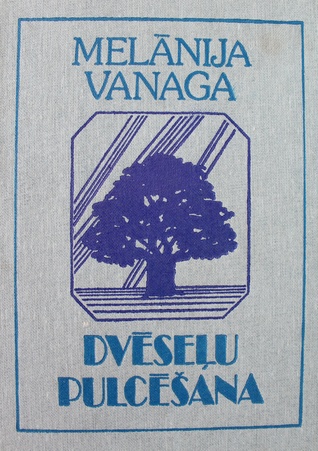 MELĀNIJA
VANAGA
DVĒSEĻU
PULCĒŠANA